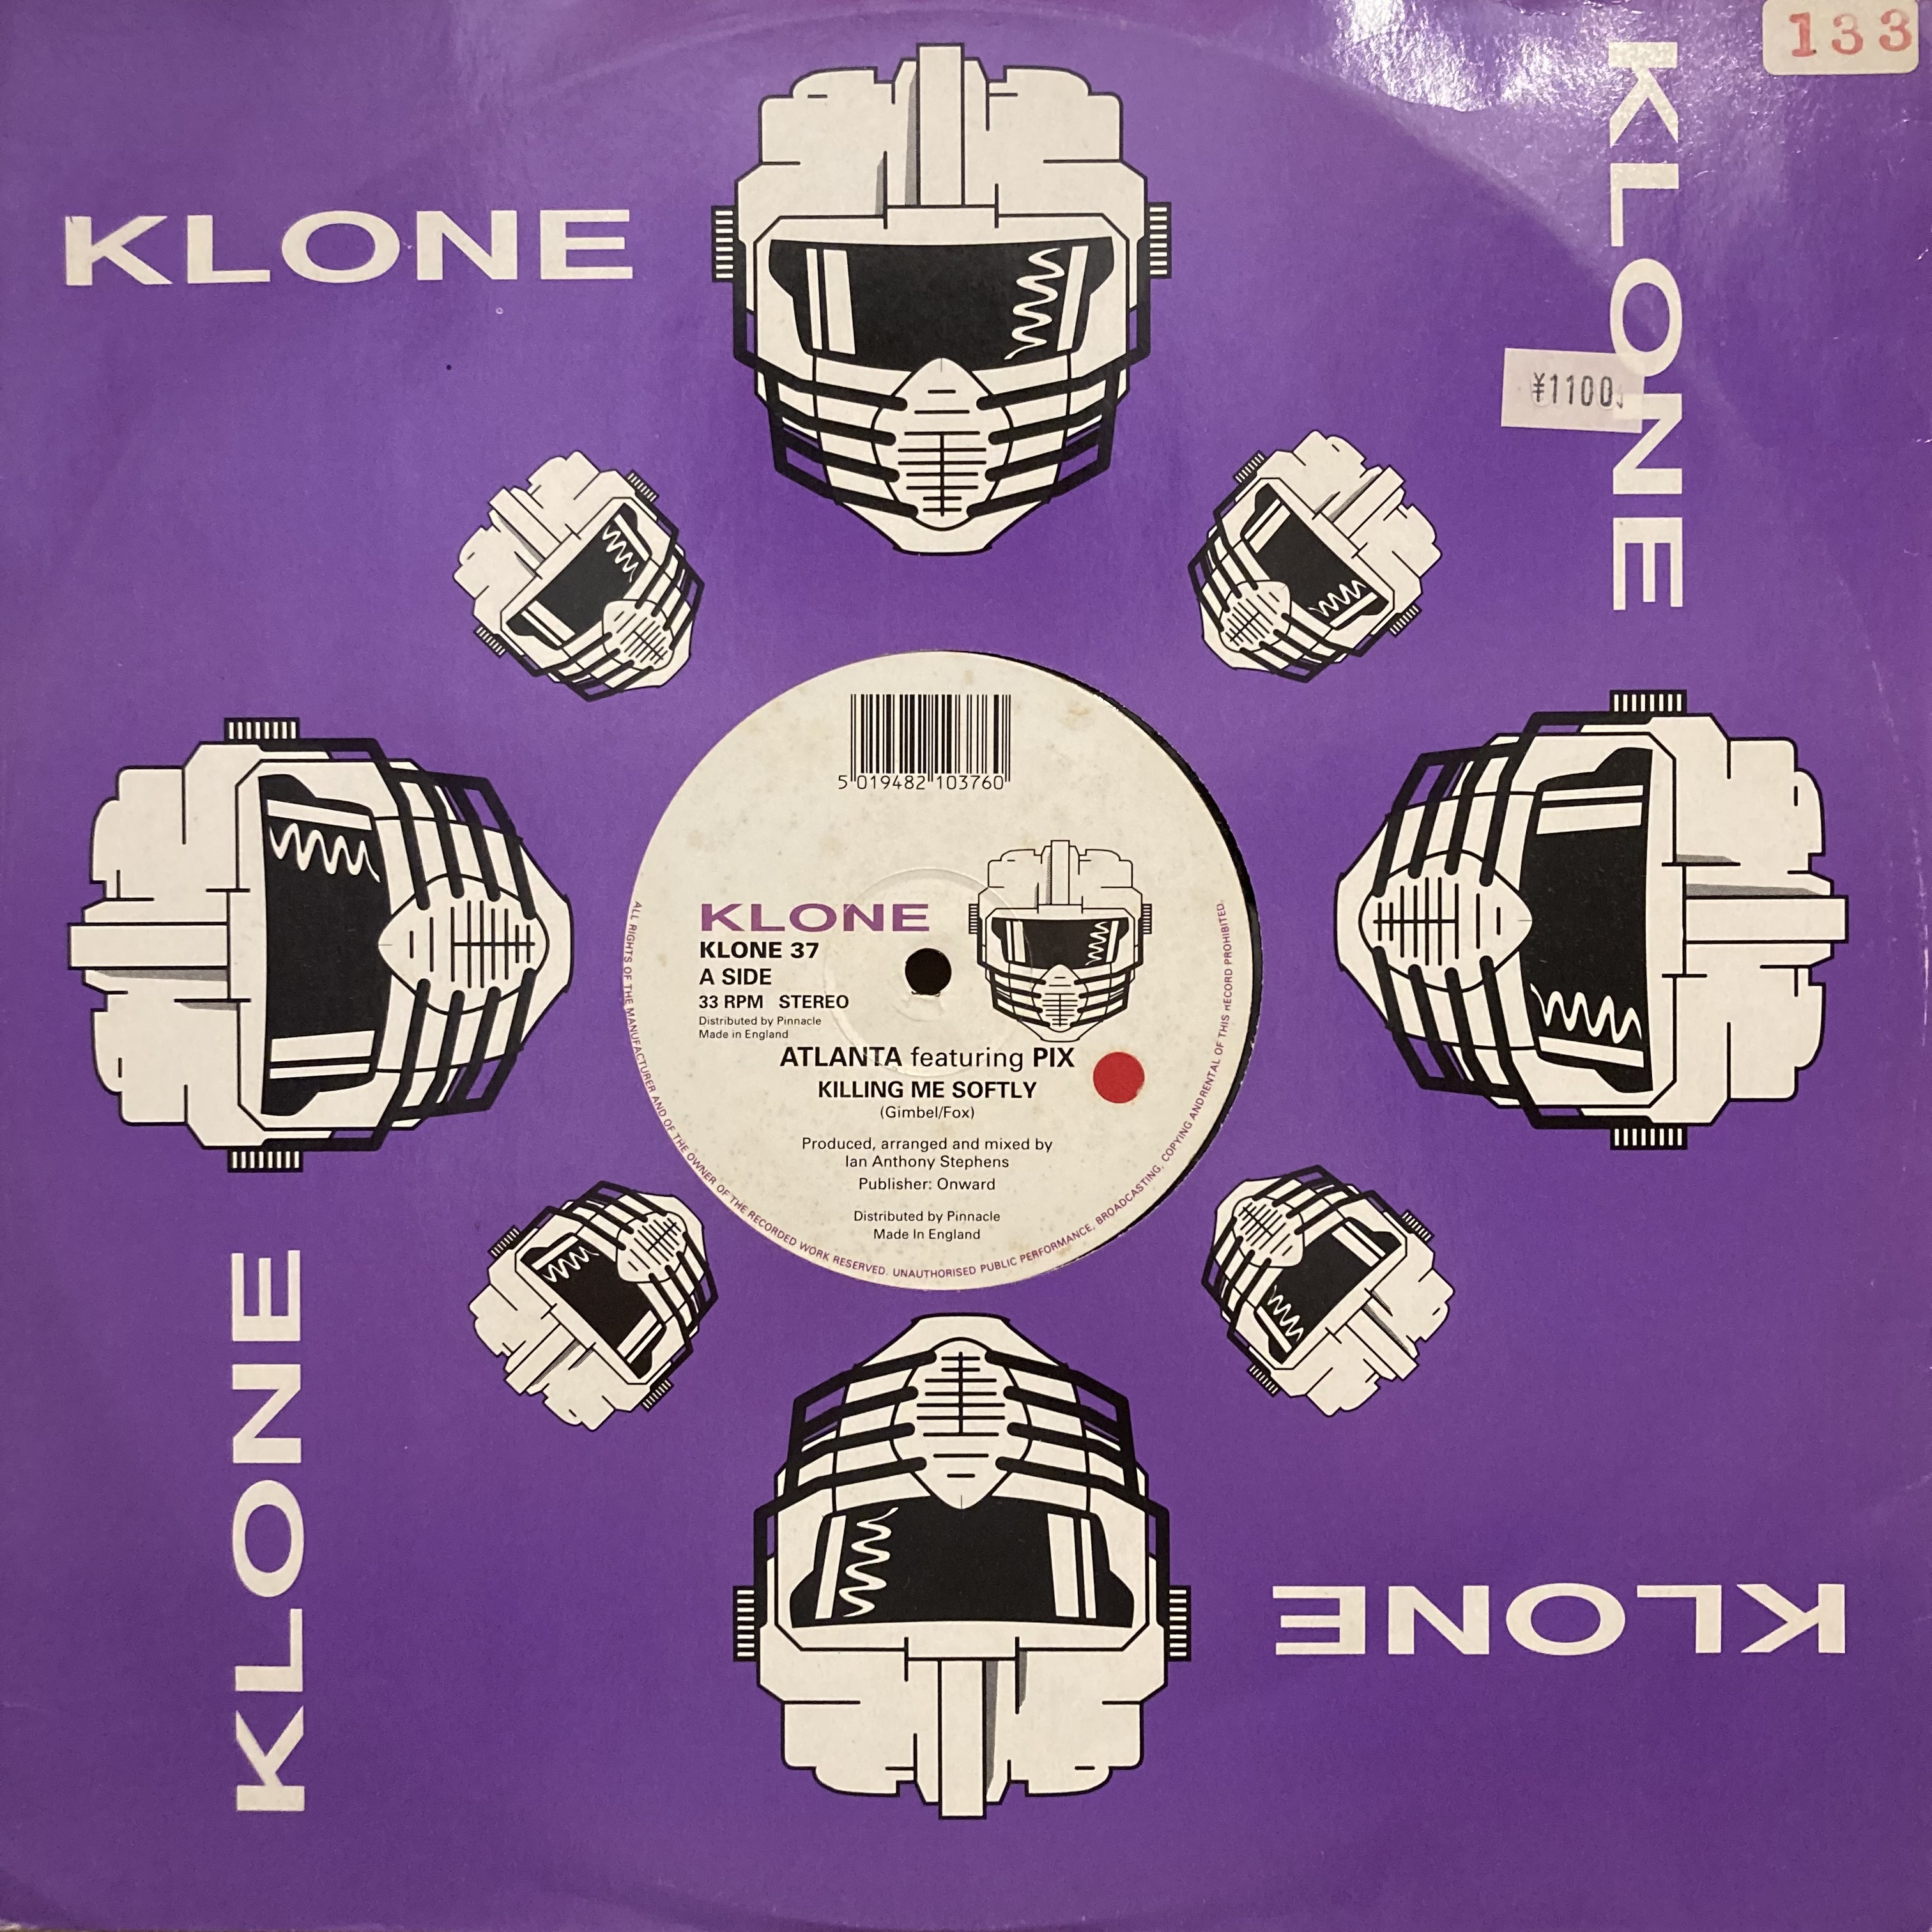 133
KLONE
KLONE
¥1100
5 019482 103760
KLONE
KLONE 37
A SIDE
33 RPM STEREO
Distributed by Pinnacle
Made in England
ATLANTA featuring PIX
KILLING ME SOFTLY
(Gimbel/Fox)
Produced, arranged and mixed by
Ian Anthony Stephens
Publisher: Onward
Distributed by Pinnacle
Made In England
ALL RIGHTS OF THE MANUFACTURER AND OF THE OWNER OF THE RECORDED WORK RESERVED. UNAUTHORISED PUBLIC PERFORMANCE, BROADCASTING, COPYING AND RENTAL OF THIS RECORD PROHIBITED.
KLONE
KLONE